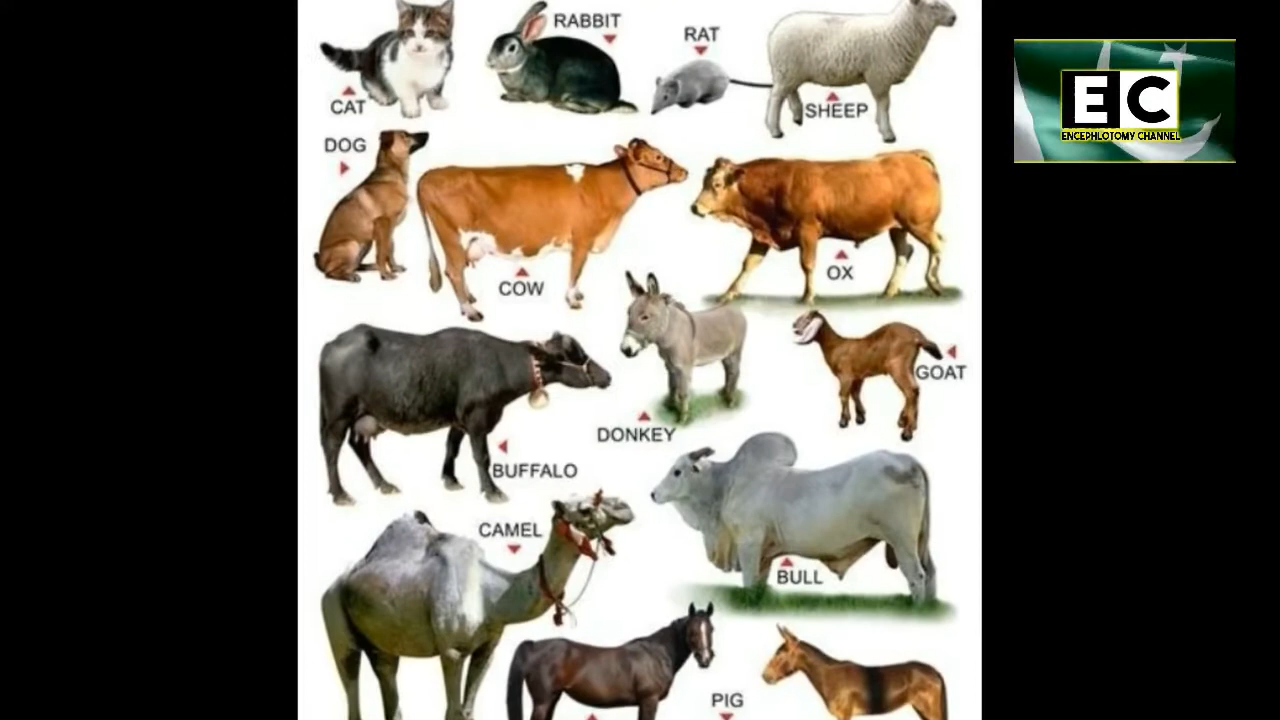 RABBIT
RAT
CAT
SHEEP
DOG
COW
OX
GOAT
DONKEY
BUFFALO
CAMEL
BULL
PIG
EC
ENCEPHLOTOMY CHANNEL